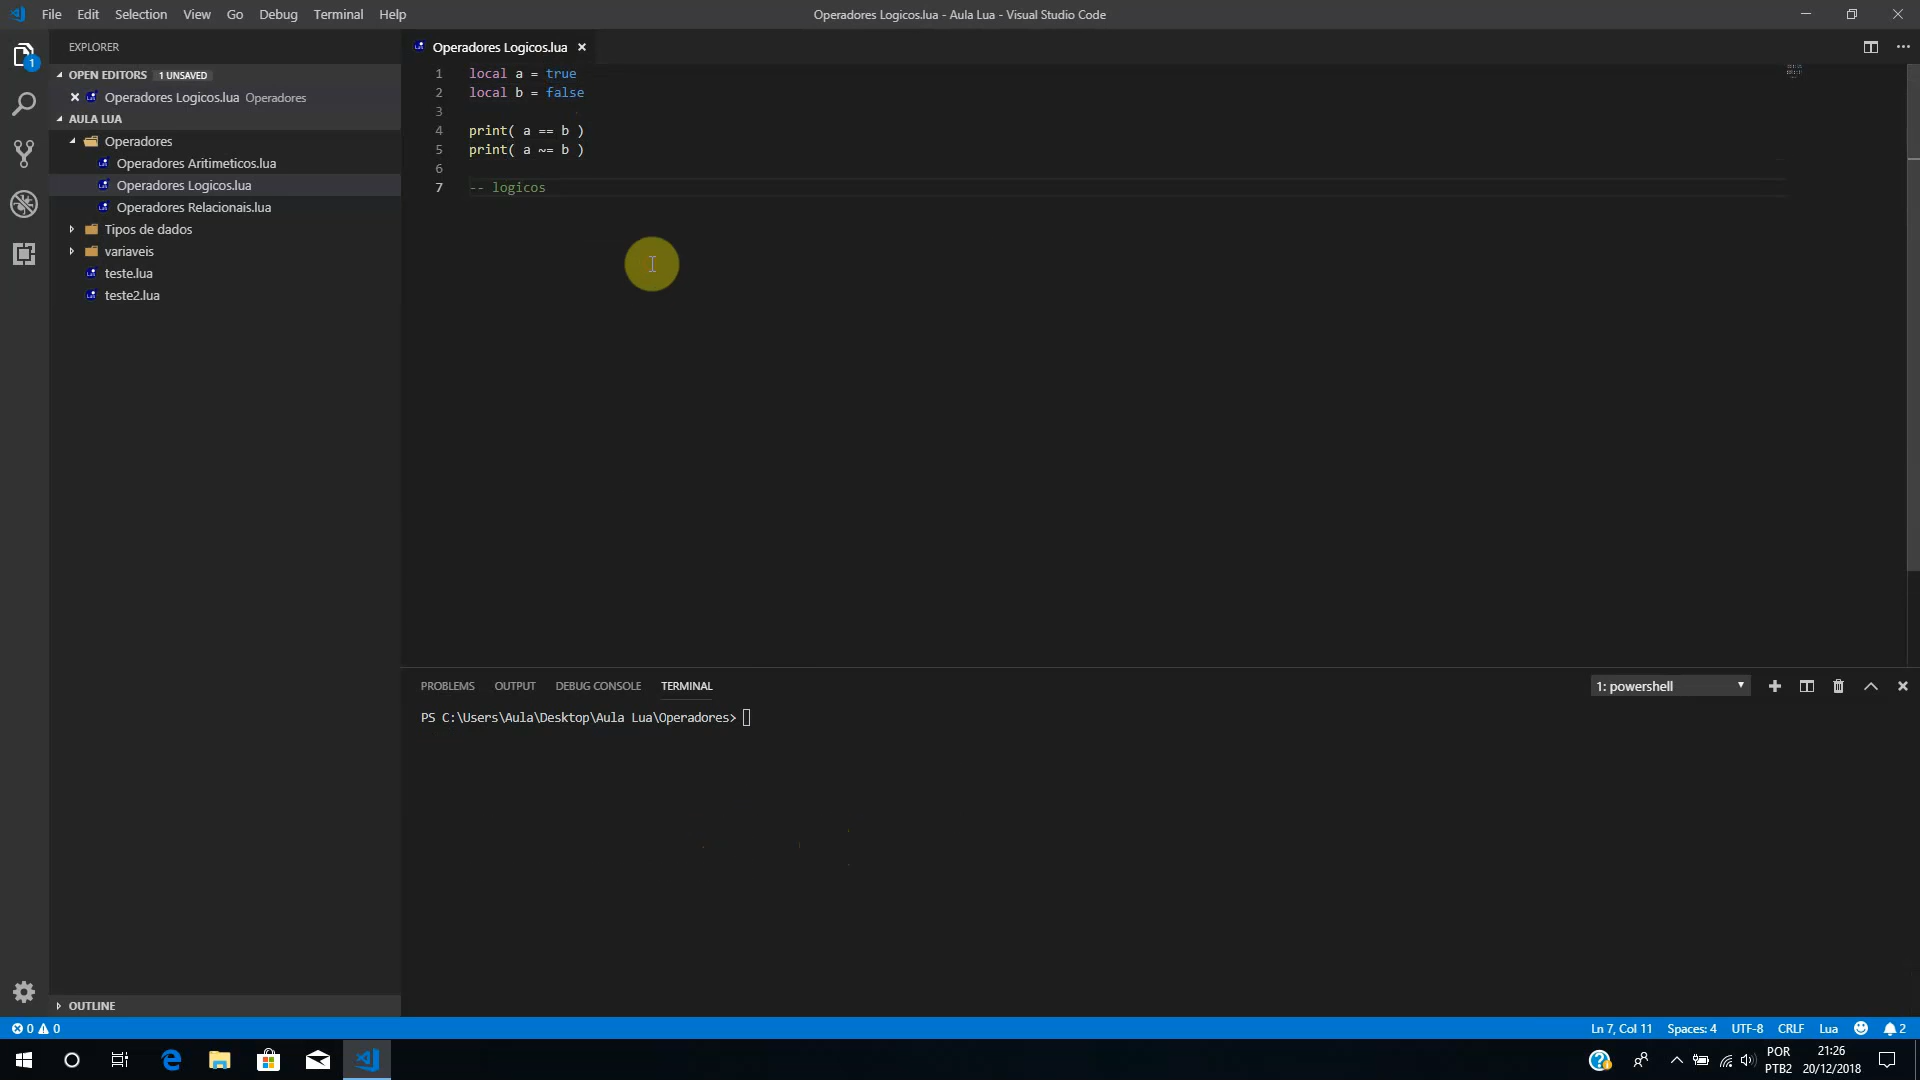 File Edit Selection View Go Debug Terminal Help
Operadores Logicos.lua - Aula Lua - Visual Studio Code
EXPLORER
1
OPEN EDITORS 1 UNSAVED
Operadores Logicos.lua Operadores
AULA LUA
Operadores
Operadores Aritimeticos.lua
Operadores Logicos.lua
Operadores Relacionais.lua
Tipos de dados
variaveis
teste.lua
teste2.lua
OUTLINE
Operadores Logicos.lua
1 local a = true
2 local b = false
3
4 print( a == b )
5 print( a ~= b )
6
7 -- logicos
PROBLEMS OUTPUT DEBUG CONSOLE TERMINAL
1: powershell
PS C:\Users\Aula\Desktop\Aula Lua\Operadores>
0 0
Ln 7, Col 11 Spaces: 4 UTF-8 CRLF Lua 2
POR
PTB2
21:26
20/12/2018